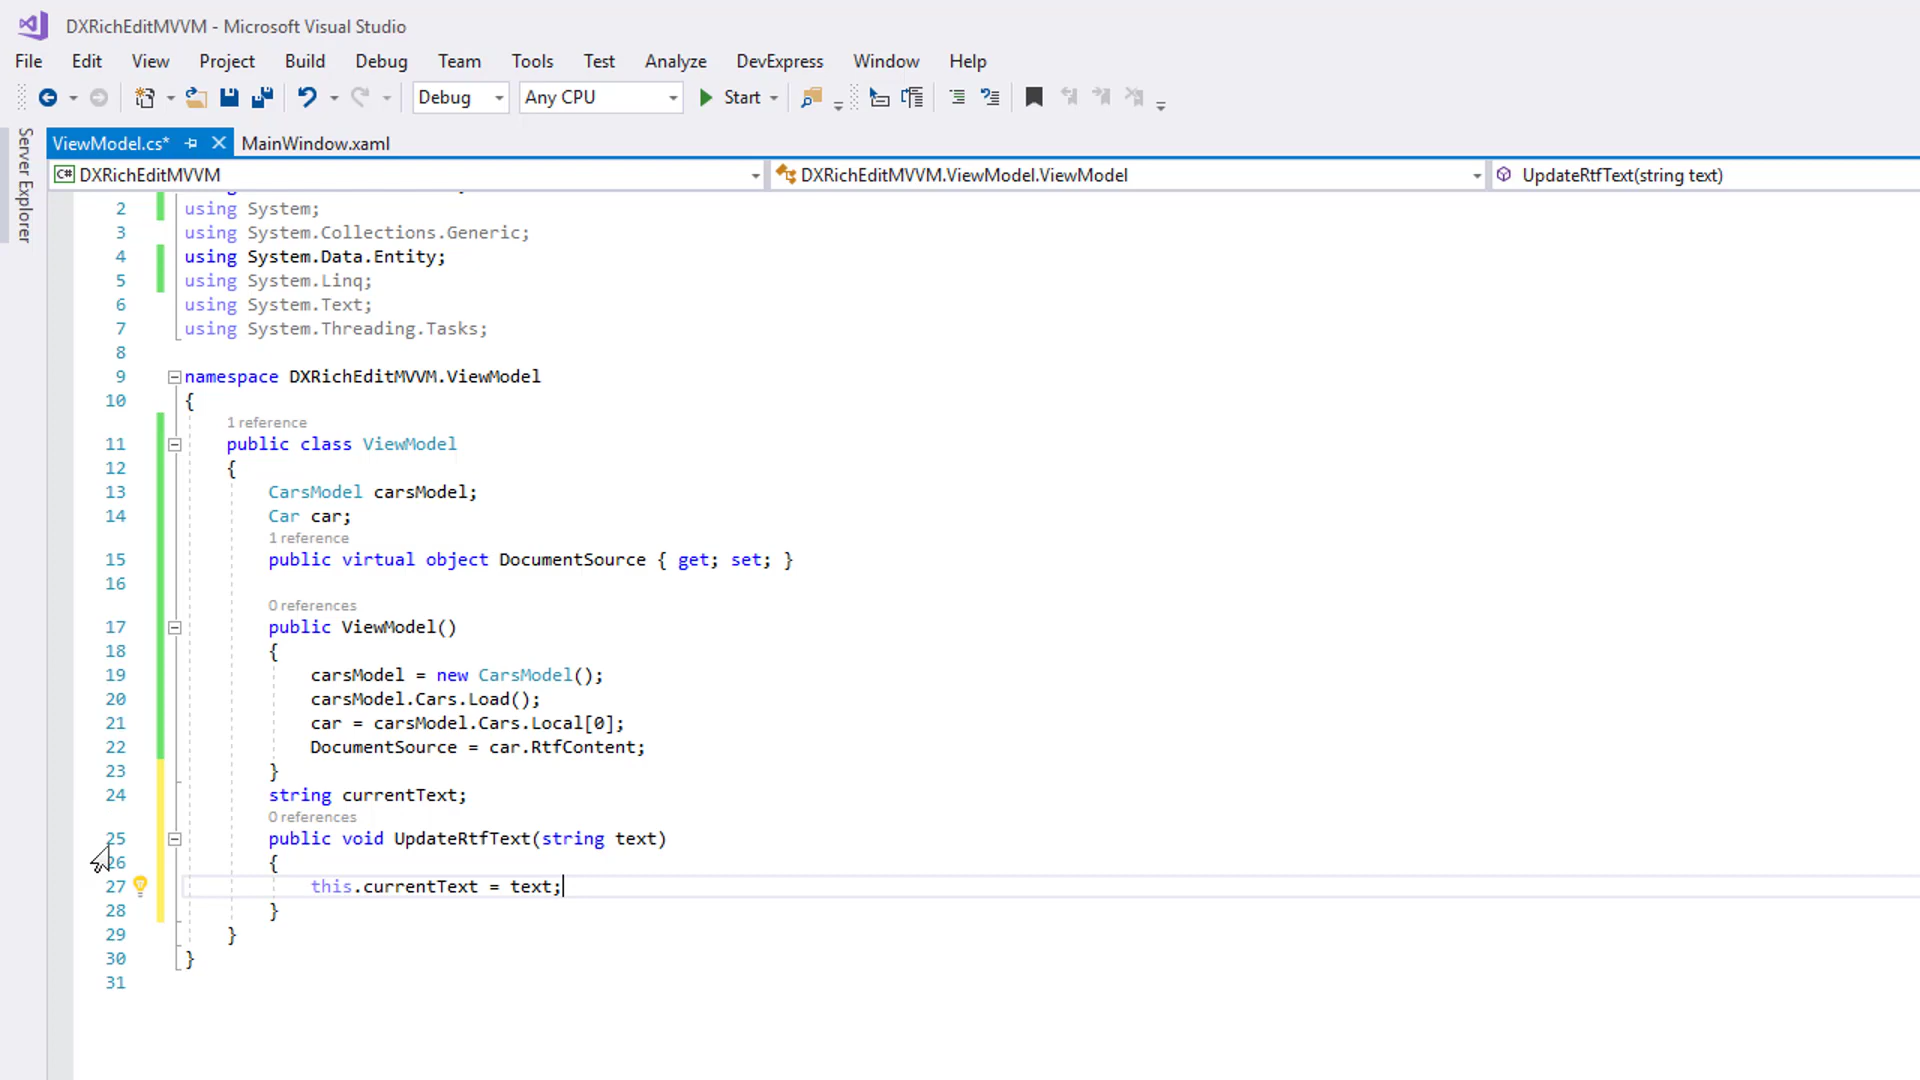 DXRichEditMVVM - Microsoft Visual Studio
File Edit View Project Build Debug Team Tools Test Analyze DevExpress Window Help
Debug Any CPU Start
Server Explorer
ViewModel.cs* MainWindow.xaml
C# DXRichEditMVVM DXRichEditMVVM.ViewModel.ViewModel UpdateRtfText(string text)
2 using System;
3 using System.Collections.Generic;
4 using System.Data.Entity;
5 using System.Linq;
6 using System.Text;
7 using System.Threading.Tasks;
8
9 namespace DXRichEditMVVM.ViewModel
10 {
1 reference
11 public class ViewModel
12 {
13 CarsModel carsModel;
14 Car car;
1 reference
15 public virtual object DocumentSource { get; set; }
16
0 references
17 public ViewModel()
18 {
19 carsModel = new CarsModel();
20 carsModel.Cars.Load();
21 car = carsModel.Cars.Local[0];
22 DocumentSource = car.RtfContent;
23 }
24 string currentText;
0 references
25 public void UpdateRtfText(string text)
26 {
27 this.currentText = text;
28 }
29 }
30 }
31